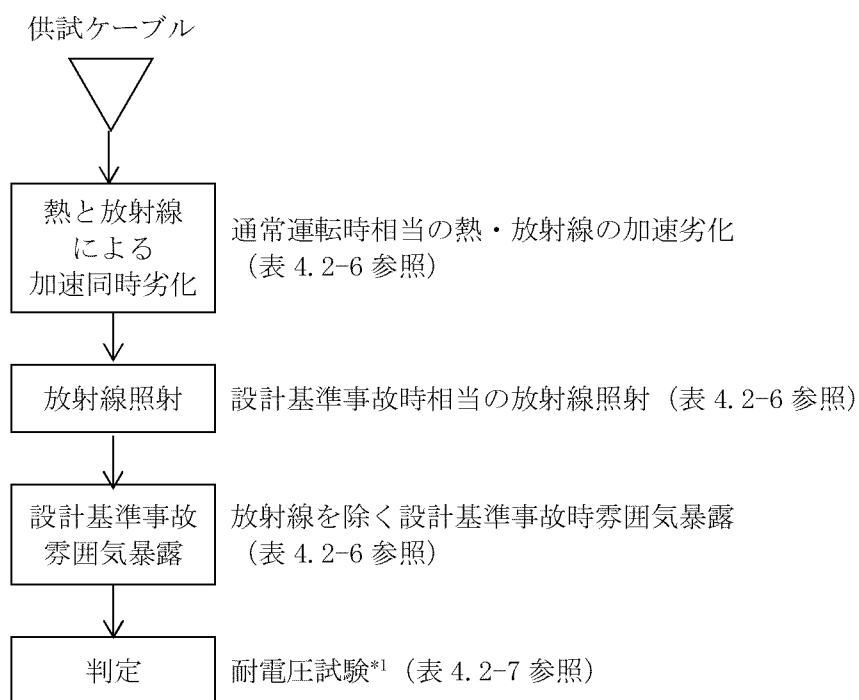 供試ケーブル
熱と放射線
による
加速同時劣化
通常運転時相当の熱・放射線の加速劣化
（表 4.2-6 参照）
放射線照射
設計基準事故時相当の放射線照射（表 4.2-6 参照）
設計基準事故
雰囲気暴露
放射線を除く設計基準事故時雰囲気暴露
（表 4.2-6 参照）
判定
耐電圧試験*1（表 4.2-7 参照）